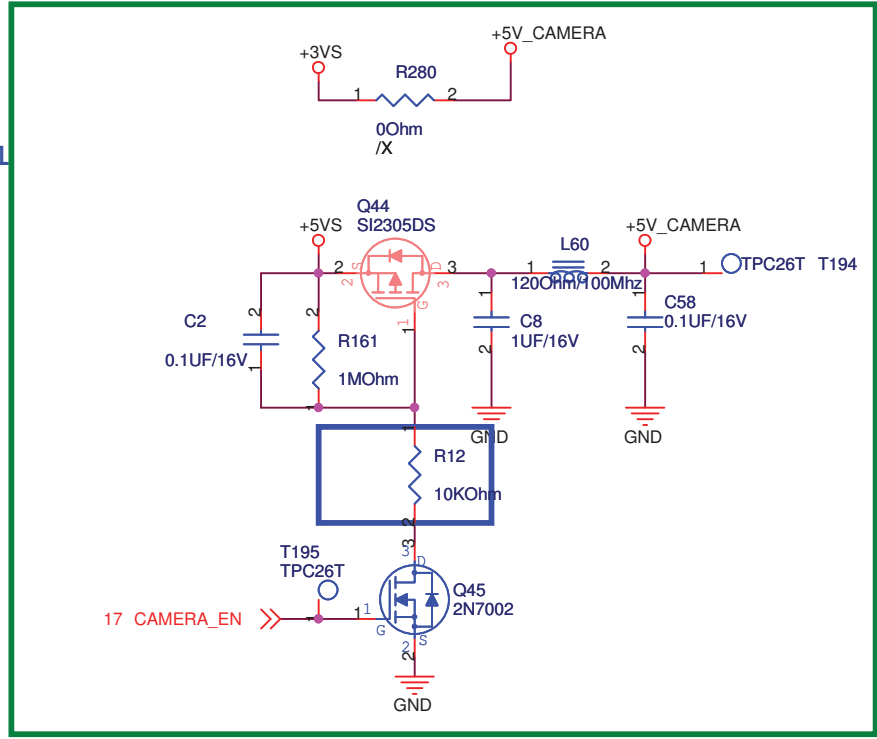 +5V_CAMERA
+3VS
R280
1
2
0Ohm
/X
L
Q44
SI2305DS
+5VS
+5V_CAMERA
L60
2
S
2
D
3
3
1
2
1
TPC26T T194
120Ohm/100Mhz
G
1
1
C2
2
1
0.1UF/16V
2
R161
1MOhm
1
1
C8
1UF/16V
2
1
C58
0.1UF/16V
2
GND
GND
1
R12
10KOhm
2
3
3
D
T195
TPC26T
Q45
2N7002
17 CAMERA_EN
1
1
1
G
S
2
2
GND